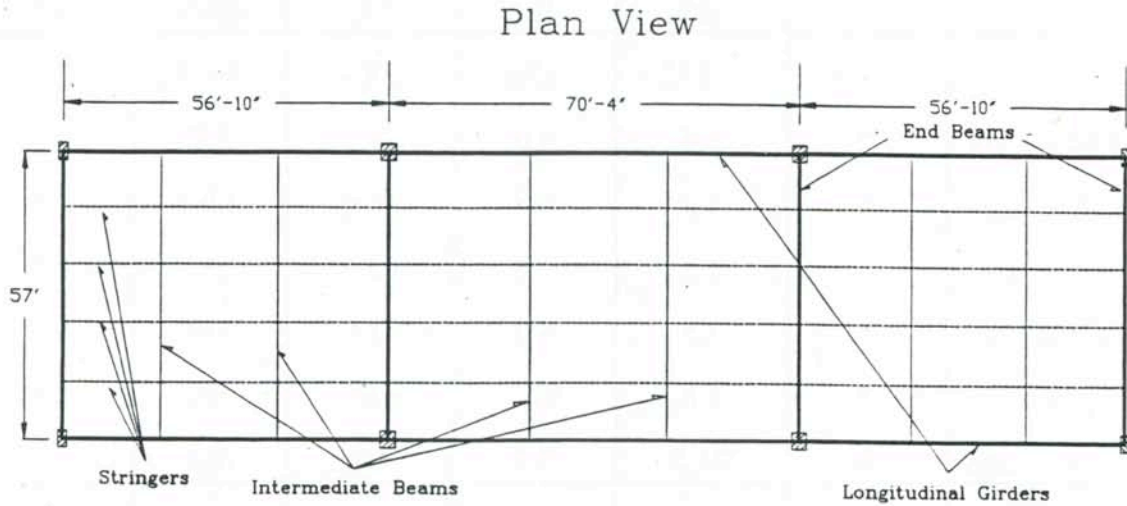 Plan View
56'-10"
70'-4"
56'-10"
End Beams
57'
Stringers
Intermediate Beams
Longitudinal Girders